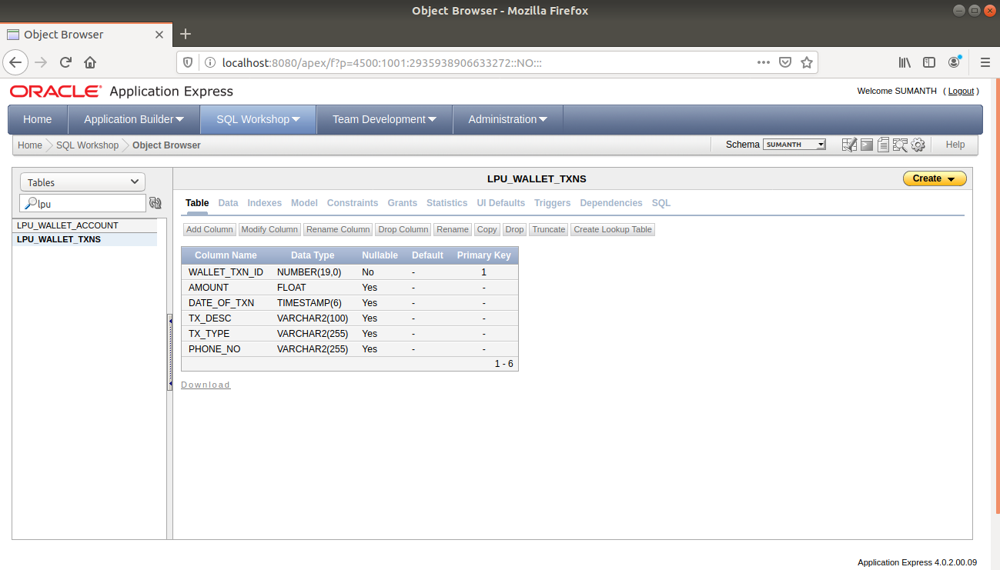 Object Browser - Mozilla Firefox
Object Browser
localhost:8080/apex/f?p=4500:1001:2935938906633272::NO:::
ORACLE Application Express
Welcome SUMANTH ( Logout )
Home Application Builder SQL Workshop Team Development Administration
Home SQL Workshop Object Browser Schema SUMANTH Help
Tables
LPU_WALLET_TXNS
Create
lpu
Table Data Indexes Model Constraints Grants Statistics UI Defaults Triggers Dependencies SQL
LPU_WALLET_ACCOUNT
LPU_WALLET_TXNS
Add Column Modify Column Rename Column Drop Column Rename Copy Drop Truncate Create Lookup Table
Column Name Data Type Nullable Default Primary Key
WALLET_TXN_ID NUMBER(19,0) No - 1
AMOUNT FLOAT Yes - -
DATE_OF_TXN TIMESTAMP(6) Yes - -
TX_DESC VARCHAR2(100) Yes - -
TX_TYPE VARCHAR2(255) Yes - -
PHONE_NO VARCHAR2(255) Yes - -
1 - 6
Download
Application Express 4.0.2.00.09